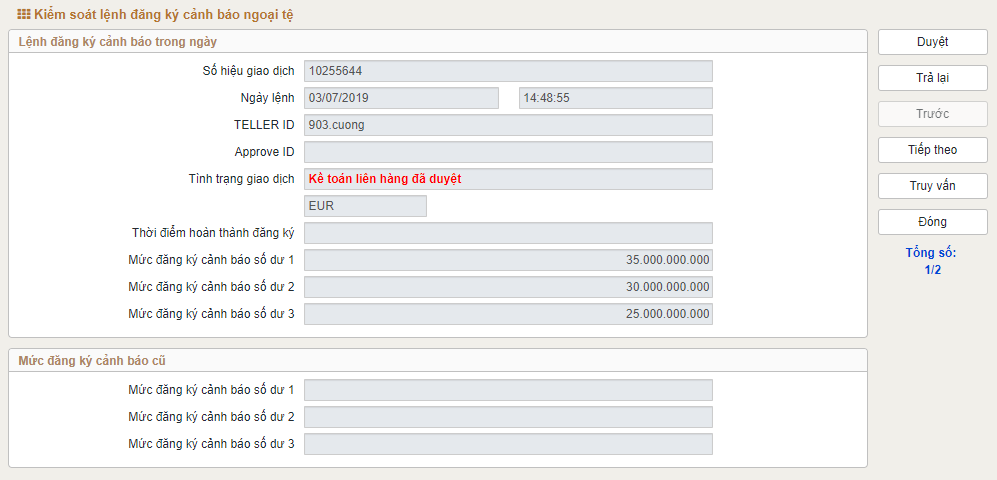 Kiểm soát lệnh đăng ký cảnh báo ngoại tệ
Lệnh đăng ký cảnh báo trong ngày
Số hiệu giao dịch 10255644
Ngày lệnh 03/07/2019 14:48:55
TELLER ID 903.cuong
Approve ID
Tình trạng giao dịch Kế toán liên hàng đã duyệt
EUR
Thời điểm hoàn thành đăng ký
Mức đăng ký cảnh báo số dư 1 35.000.000.000
Mức đăng ký cảnh báo số dư 2 30.000.000.000
Mức đăng ký cảnh báo số dư 3 25.000.000.000
Mức đăng ký cảnh báo cũ
Mức đăng ký cảnh báo số dư 1
Mức đăng ký cảnh báo số dư 2
Mức đăng ký cảnh báo số dư 3
Duyệt
Trả lại
Trước
Tiếp theo
Truy vấn
Đóng
Tổng số:
1/2